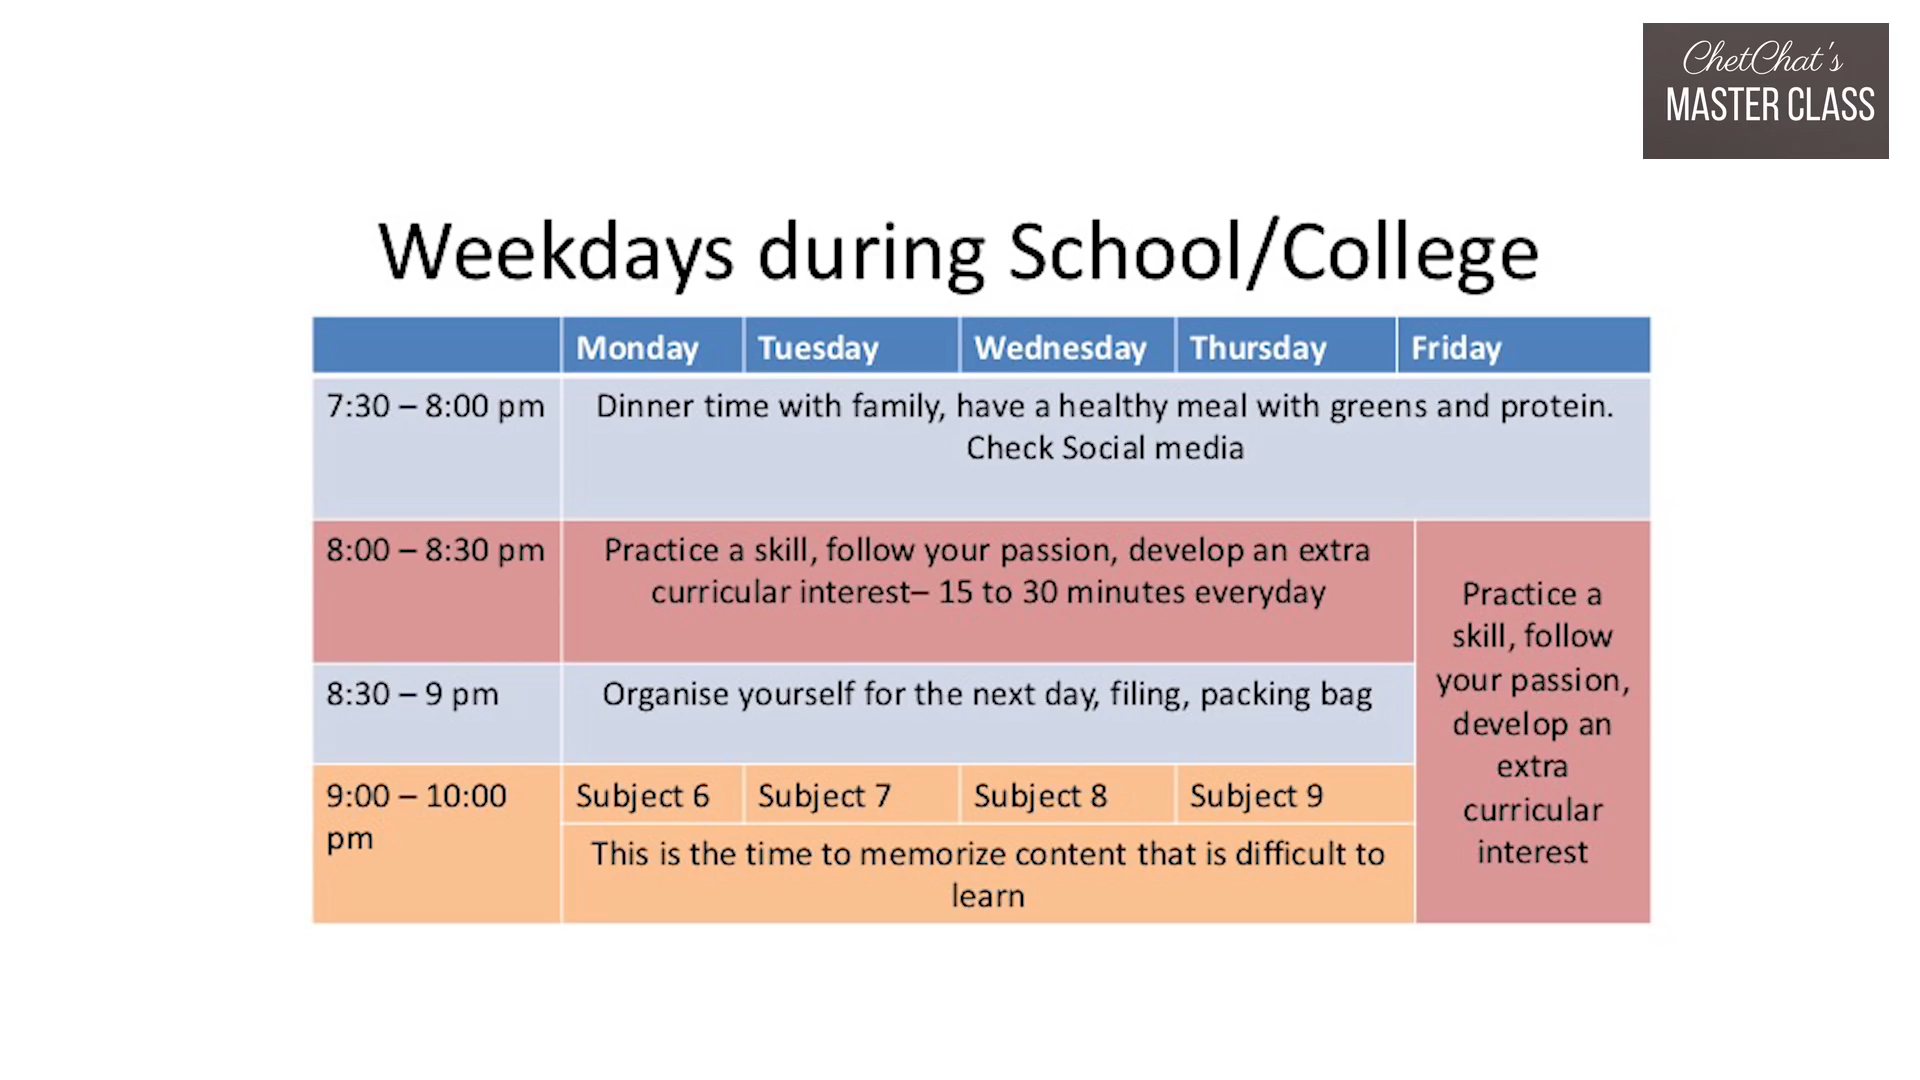 ChetChat's
MASTER CLASS
Weekdays during School/College
Monday Tuesday Wednesday Thursday Friday
7:30 – 8:00 pm Dinner time with family, have a healthy meal with greens and protein.
Check Social media
8:00 – 8:30 pm Practice a skill, follow your passion, develop an extra
curricular interest– 15 to 30 minutes everyday
8:30 – 9 pm Organise yourself for the next day, filing, packing bag
9:00 – 10:00
pm
Subject 6 Subject 7 Subject 8 Subject 9
This is the time to memorize content that is difficult to
learn
Practice a
skill, follow
your passion,
develop an
extra
curricular
interest